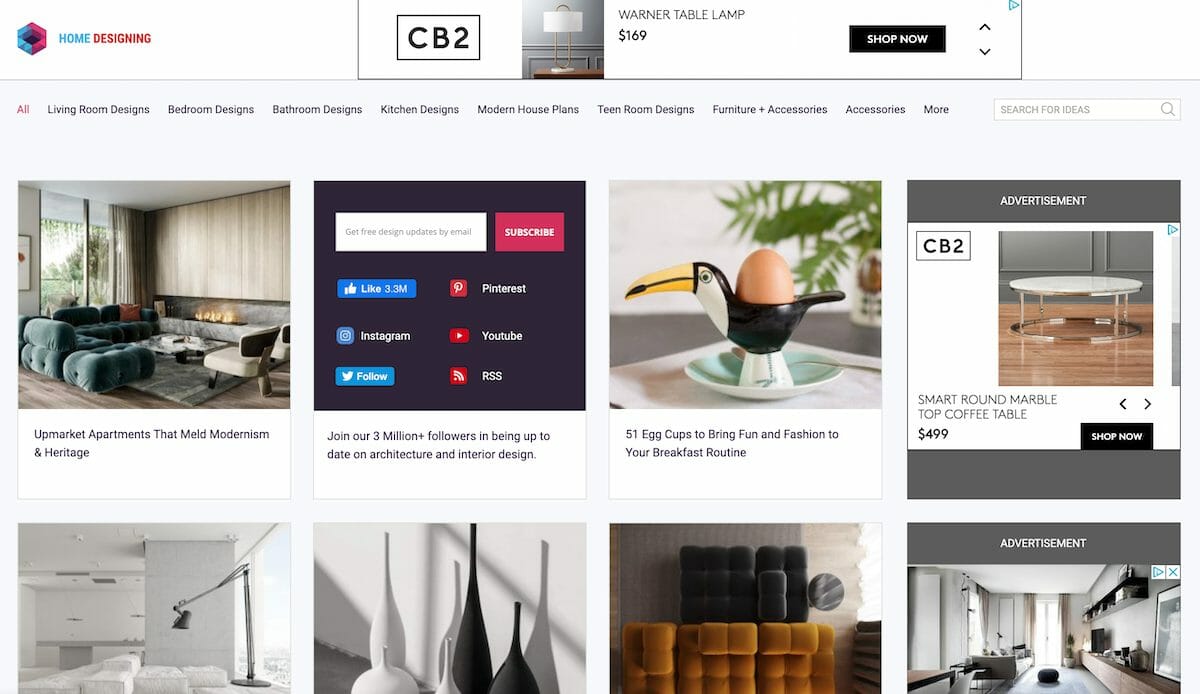 HOME DESIGNING
CB2
WARNER TABLE LAMP
$169
SHOP NOW
All
Living Room Designs
Bedroom Designs
Bathroom Designs
Kitchen Designs
Modern House Plans
Teen Room Designs
Furniture + Accessories
Accessories
More
SEARCH FOR IDEAS
Upmarket Apartments That Meld Modernism
& Heritage
Get free design updates by email
SUBSCRIBE
Like 3.3M
Pinterest
Instagram
Youtube
Follow
RSS
Join our 3 Million+ followers in being up to
date on architecture and interior design.
51 Egg Cups to Bring Fun and Fashion to
Your Breakfast Routine
ADVERTISEMENT
CB2
SMART ROUND MARBLE
TOP COFFEE TABLE
$499
SHOP NOW
ADVERTISEMENT